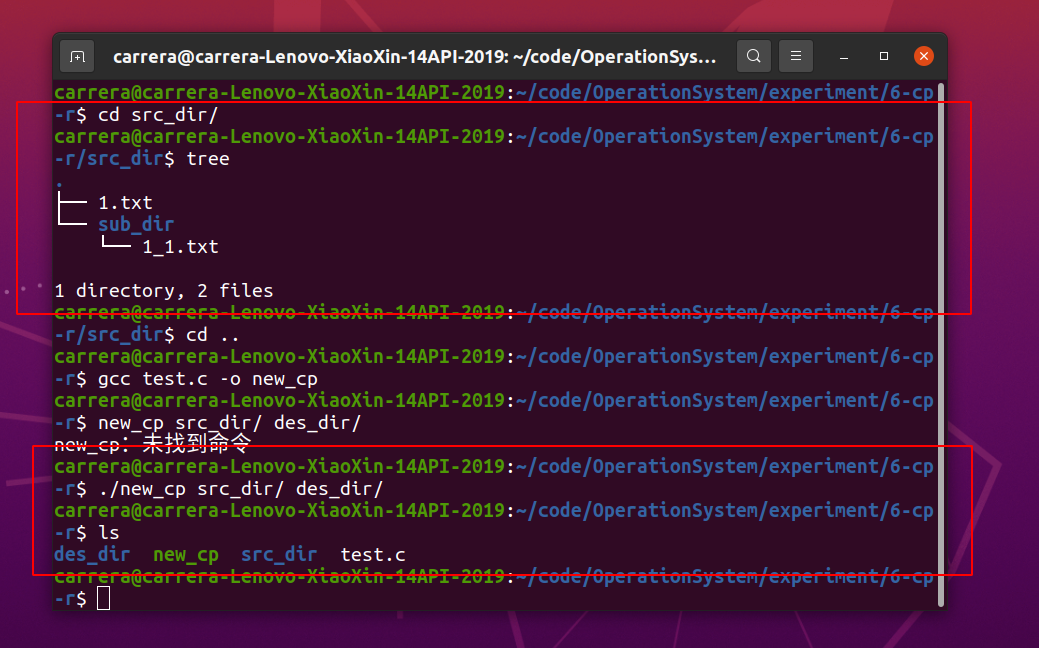 carrera@carrera-Lenovo-XiaoXin-14API-2019: ~/code/OperationSys...
carrera@carrera-Lenovo-XiaoXin-14API-2019:~/code/OperationSystem/experiment/6-cp
-r$ cd src_dir/
carrera@carrera-Lenovo-XiaoXin-14API-2019:~/code/OperationSystem/experiment/6-cp
-r/src_dir$ tree
.
├── 1.txt
└── sub_dir
    └── 1_1.txt
1 directory, 2 files
carrera@carrera-Lenovo-XiaoXin-14API-2019:~/code/OperationSystem/experiment/6-cp
-r/src_dir$ cd ..
carrera@carrera-Lenovo-XiaoXin-14API-2019:~/code/OperationSystem/experiment/6-cp
-r$ gcc test.c -o new_cp
carrera@carrera-Lenovo-XiaoXin-14API-2019:~/code/OperationSystem/experiment/6-cp
-r$ new_cp src_dir/ des_dir/
new_cp：未找到命令
carrera@carrera-Lenovo-XiaoXin-14API-2019:~/code/OperationSystem/experiment/6-cp
-r$ ./new_cp src_dir/ des_dir/
carrera@carrera-Lenovo-XiaoXin-14API-2019:~/code/OperationSystem/experiment/6-cp
-r$ ls
des_dir  new_cp  src_dir  test.c
carrera@carrera-Lenovo-XiaoXin-14API-2019:~/code/OperationSystem/experiment/6-cp
-r$